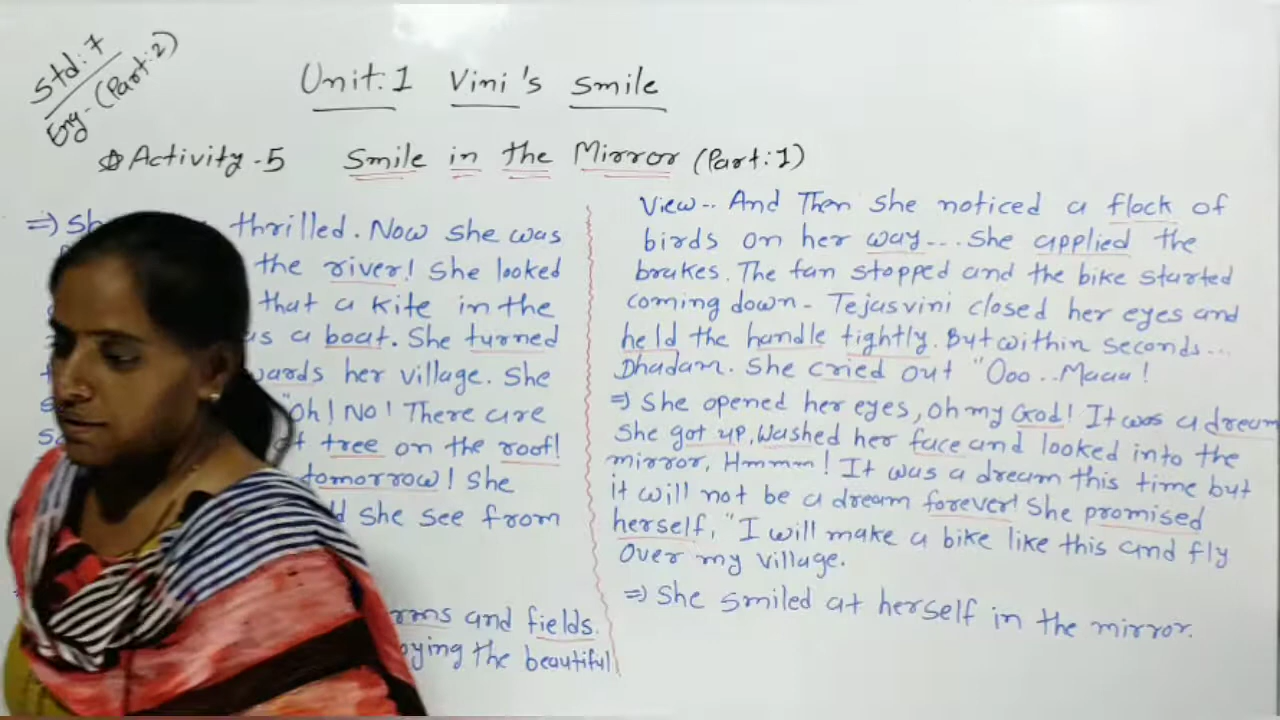 Std:7
Eng-(Part:2)
Unit:1 Vini's Smile
Activity-5 Smile in the Mirror (Part:1)
⇒ thrilled. Now she was
the river! She looked
that a kite in the
a boat. She turned
her village. She
"Oh! No! There are
tree on the roof!
tomorrow! She
she see from
and fields.
the beautiful
View... And Then she noticed a flock of
birds on her way.... She applied the
brakes. The fan stopped and the bike started
coming down - Tejasvini closed her eyes and
held the handle tightly. But within seconds...
Dhadam. She cried out "Ooo..Maaa!
⇒ She opened her eyes, Oh my God! It was a dream
She got up, Washed her face and looked into the
mirror, Hmmm! It was a dream this time but
it will not be a dream forever! She promised
herself, "I will make a bike like this and fly
Over my village.
⇒ She smiled at herself in the mirror.